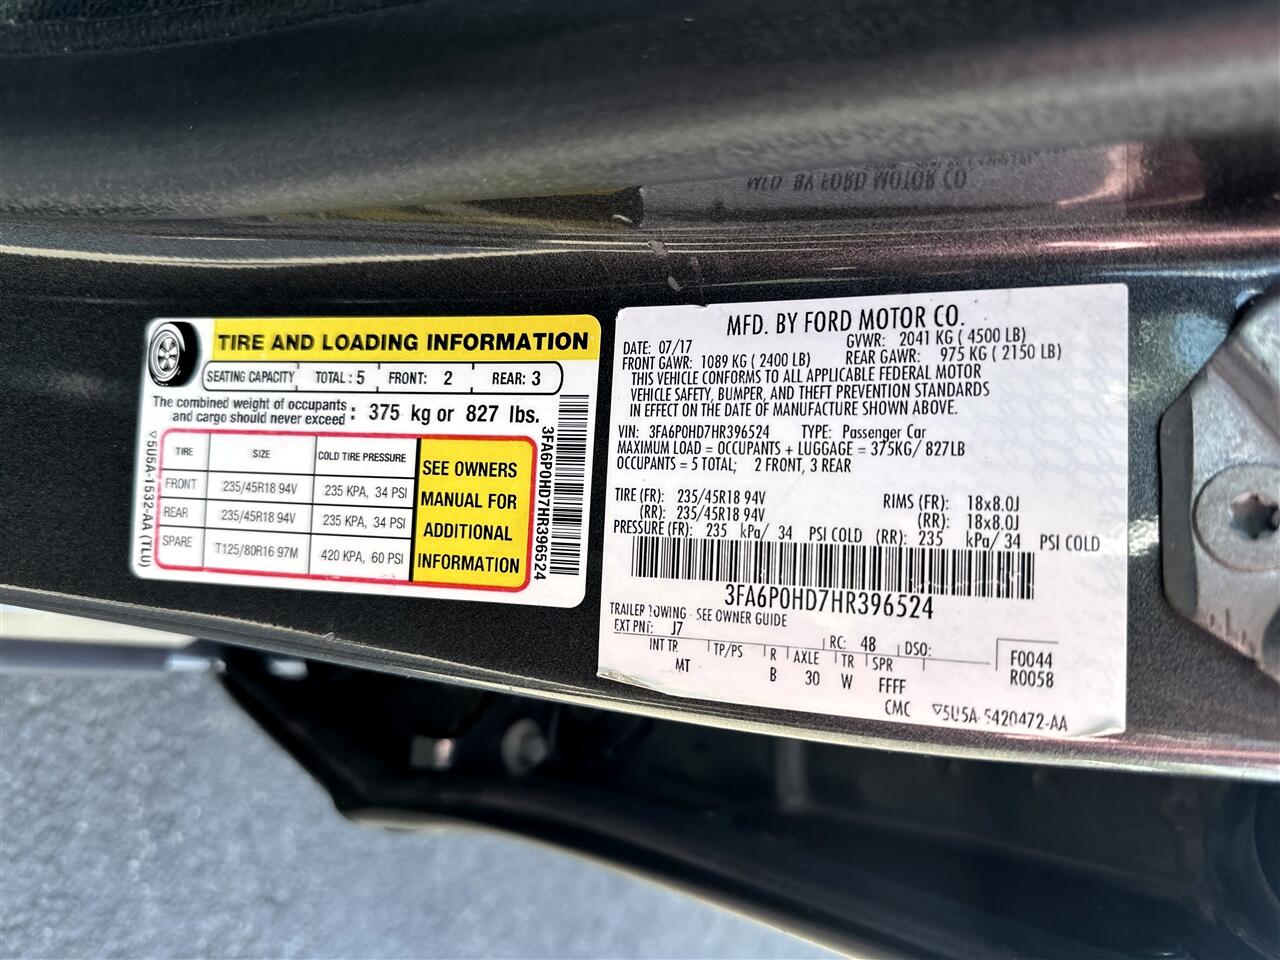 TIRE AND LOADING INFORMATION
SEATING CAPACITY TOTAL : 5 FRONT: 2 REAR: 3
The combined weight of occupants and cargo should never exceed : 375 kg or 827 lbs.
TIRE SIZE COLD TIRE PRESSURE
FRONT 235/45R18 94V 235 KPA, 34 PSI
REAR 235/45R18 94V 235 KPA, 34 PSI
SPARE T125/80R16 97M 420 KPA, 60 PSI
SEE OWNERS
MANUAL FOR
ADDITIONAL
INFORMATION
5U5A-1532-AA (TLU)
3FA6P0HD7HR396524
MFD. BY FORD MOTOR CO.
DATE: 07/17 GVWR: 2041 KG ( 4500 LB)
FRONT GAWR: 1089 KG ( 2400 LB) REAR GAWR: 975 KG ( 2150 LB)
THIS VEHICLE CONFORMS TO ALL APPLICABLE FEDERAL MOTOR
VEHICLE SAFETY, BUMPER, AND THEFT PREVENTION STANDARDS
IN EFFECT ON THE DATE OF MANUFACTURE SHOWN ABOVE.
VIN: 3FA6P0HD7HR396524 TYPE: Passenger Car
MAXIMUM LOAD = OCCUPANTS + LUGGAGE = 375KG/ 827LB
OCCUPANTS = 5 TOTAL; 2 FRONT, 3 REAR
TIRE (FR): 235/45R18 94V RIMS (FR): 18x8.0J
(RR): 235/45R18 94V (RR): 18x8.0J
PRESSURE (FR): 235 kPa/ 34 PSI COLD (RR): 235 kPa/ 34 PSI COLD
3FA6P0HD7HR396524
TRAILER TOWING - SEE OWNER GUIDE
EXT PNT: J7 RC: 48 DSO:
INT TR TP/PS R AXLE TR SPR
MT B 30 W FFFF
F0044
R0058
CMC 5U5A-5420472-AA
MFD. BY FORD MOTOR CO